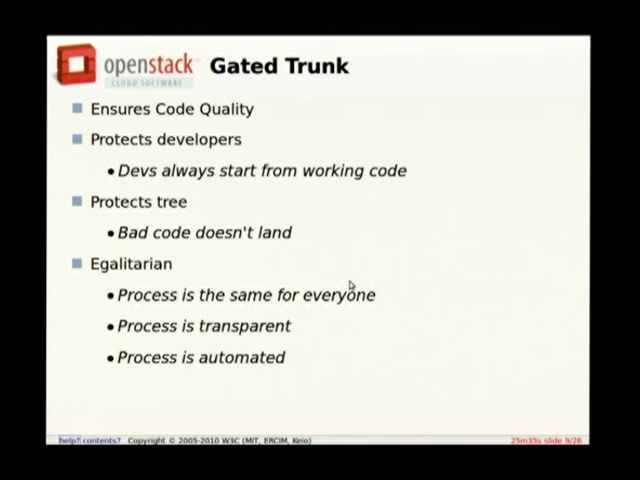 openstack
CLOUD SOFTWARE
Gated Trunk
Ensures Code Quality
Protects developers
• Devs always start from working code
Protects tree
• Bad code doesn't land
Egalitarian
• Process is the same for everyone
• Process is transparent
• Process is automated
help? contents? Copyright © 2005-2010 W3C (MIT, ERCIM, Keio) 25m35s slide 9/26